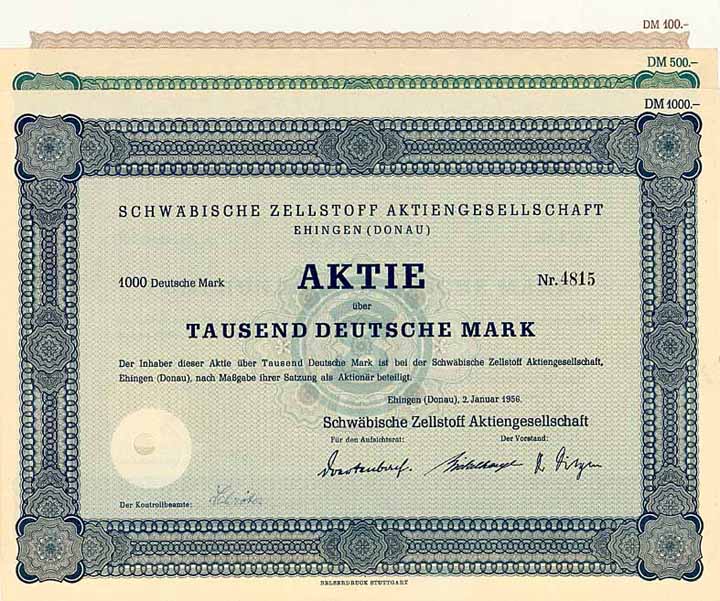 DM 100.-
DM 500.-
DM 1000.-
SCHWÄBISCHE ZELLSTOFF AKTIENGESELLSCHAFT
EHINGEN (DONAU)
1000 Deutsche Mark
AKTIE
Nr. 4815
über
TAUSEND DEUTSCHE MARK
Der Inhaber dieser Aktie über Tausend Deutsche Mark ist bei der Schwäbische Zellstoff Aktiengesellschaft,
Ehingen (Donau), nach Maßgabe ihrer Satzung als Aktionär beteiligt.
Ehingen (Donau), 2. Januar 1956.
Schwäbische Zellstoff Aktiengesellschaft
Für den Aufsichtsrat: Der Vorstand:
Der Kontrollbeamte:
BELSERDRUCK STUTTGART